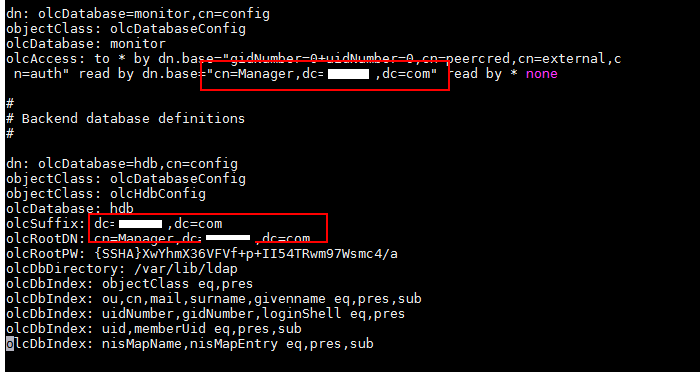 dn: olcDatabase=monitor,cn=config
objectClass: olcDatabaseConfig
olcDatabase: monitor
olcAccess: to * by dn.base="gidNumber=0+uidNumber=0,cn=peercred,cn=external,c
n=auth" read by dn.base="cn=Manager,dc= ,dc=com" read by * none
#
# Backend database definitions
#
dn: olcDatabase=hdb,cn=config
objectClass: olcDatabaseConfig
objectClass: olcHdbConfig
olcDatabase: hdb
olcSuffix: dc= ,dc=com
olcRootDN: cn=Manager,dc= ,dc=com
olcRootPW: {SSHA}XwYhmX36VFVf+p+II54TRwm97Wsmc4/a
olcDbDirectory: /var/lib/ldap
olcDbIndex: objectClass eq,pres
olcDbIndex: ou,cn,mail,surname,givenname eq,pres,sub
olcDbIndex: uidNumber,gidNumber,loginShell eq,pres
olcDbIndex: uid,memberUid eq,pres,sub
olcDbIndex: nisMapName,nisMapEntry eq,pres,sub